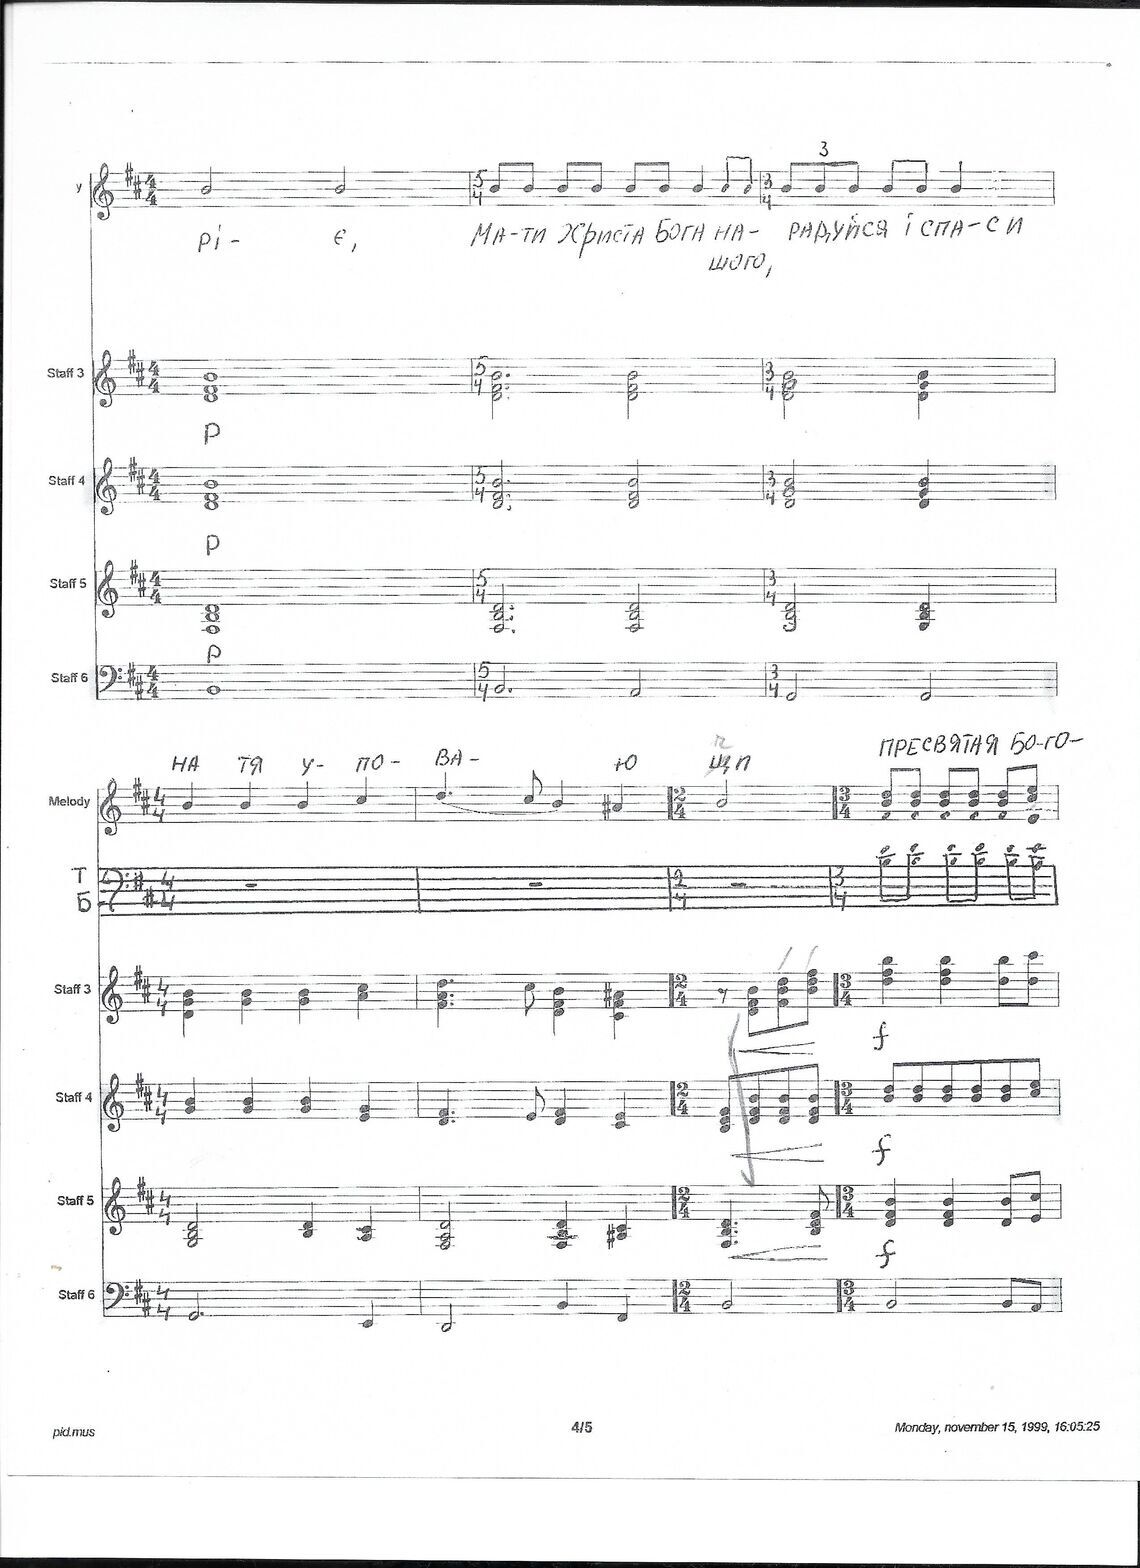 3
у
рі- є, Ма-ти Христа Бога на- радуйся і спа-си
шого,
Staff 3
p
Staff 4
p
Staff 5
p
Staff 6
НА ТЯ У- ПО- ВА- Ю ПРЕСВЯТАЯ БО-ГО-
Melody
Т
Б
Staff 3
f
Staff 4
f
Staff 5
f
Staff 6
pid.mus 4/5 Monday, november 15, 1999, 16:05:25